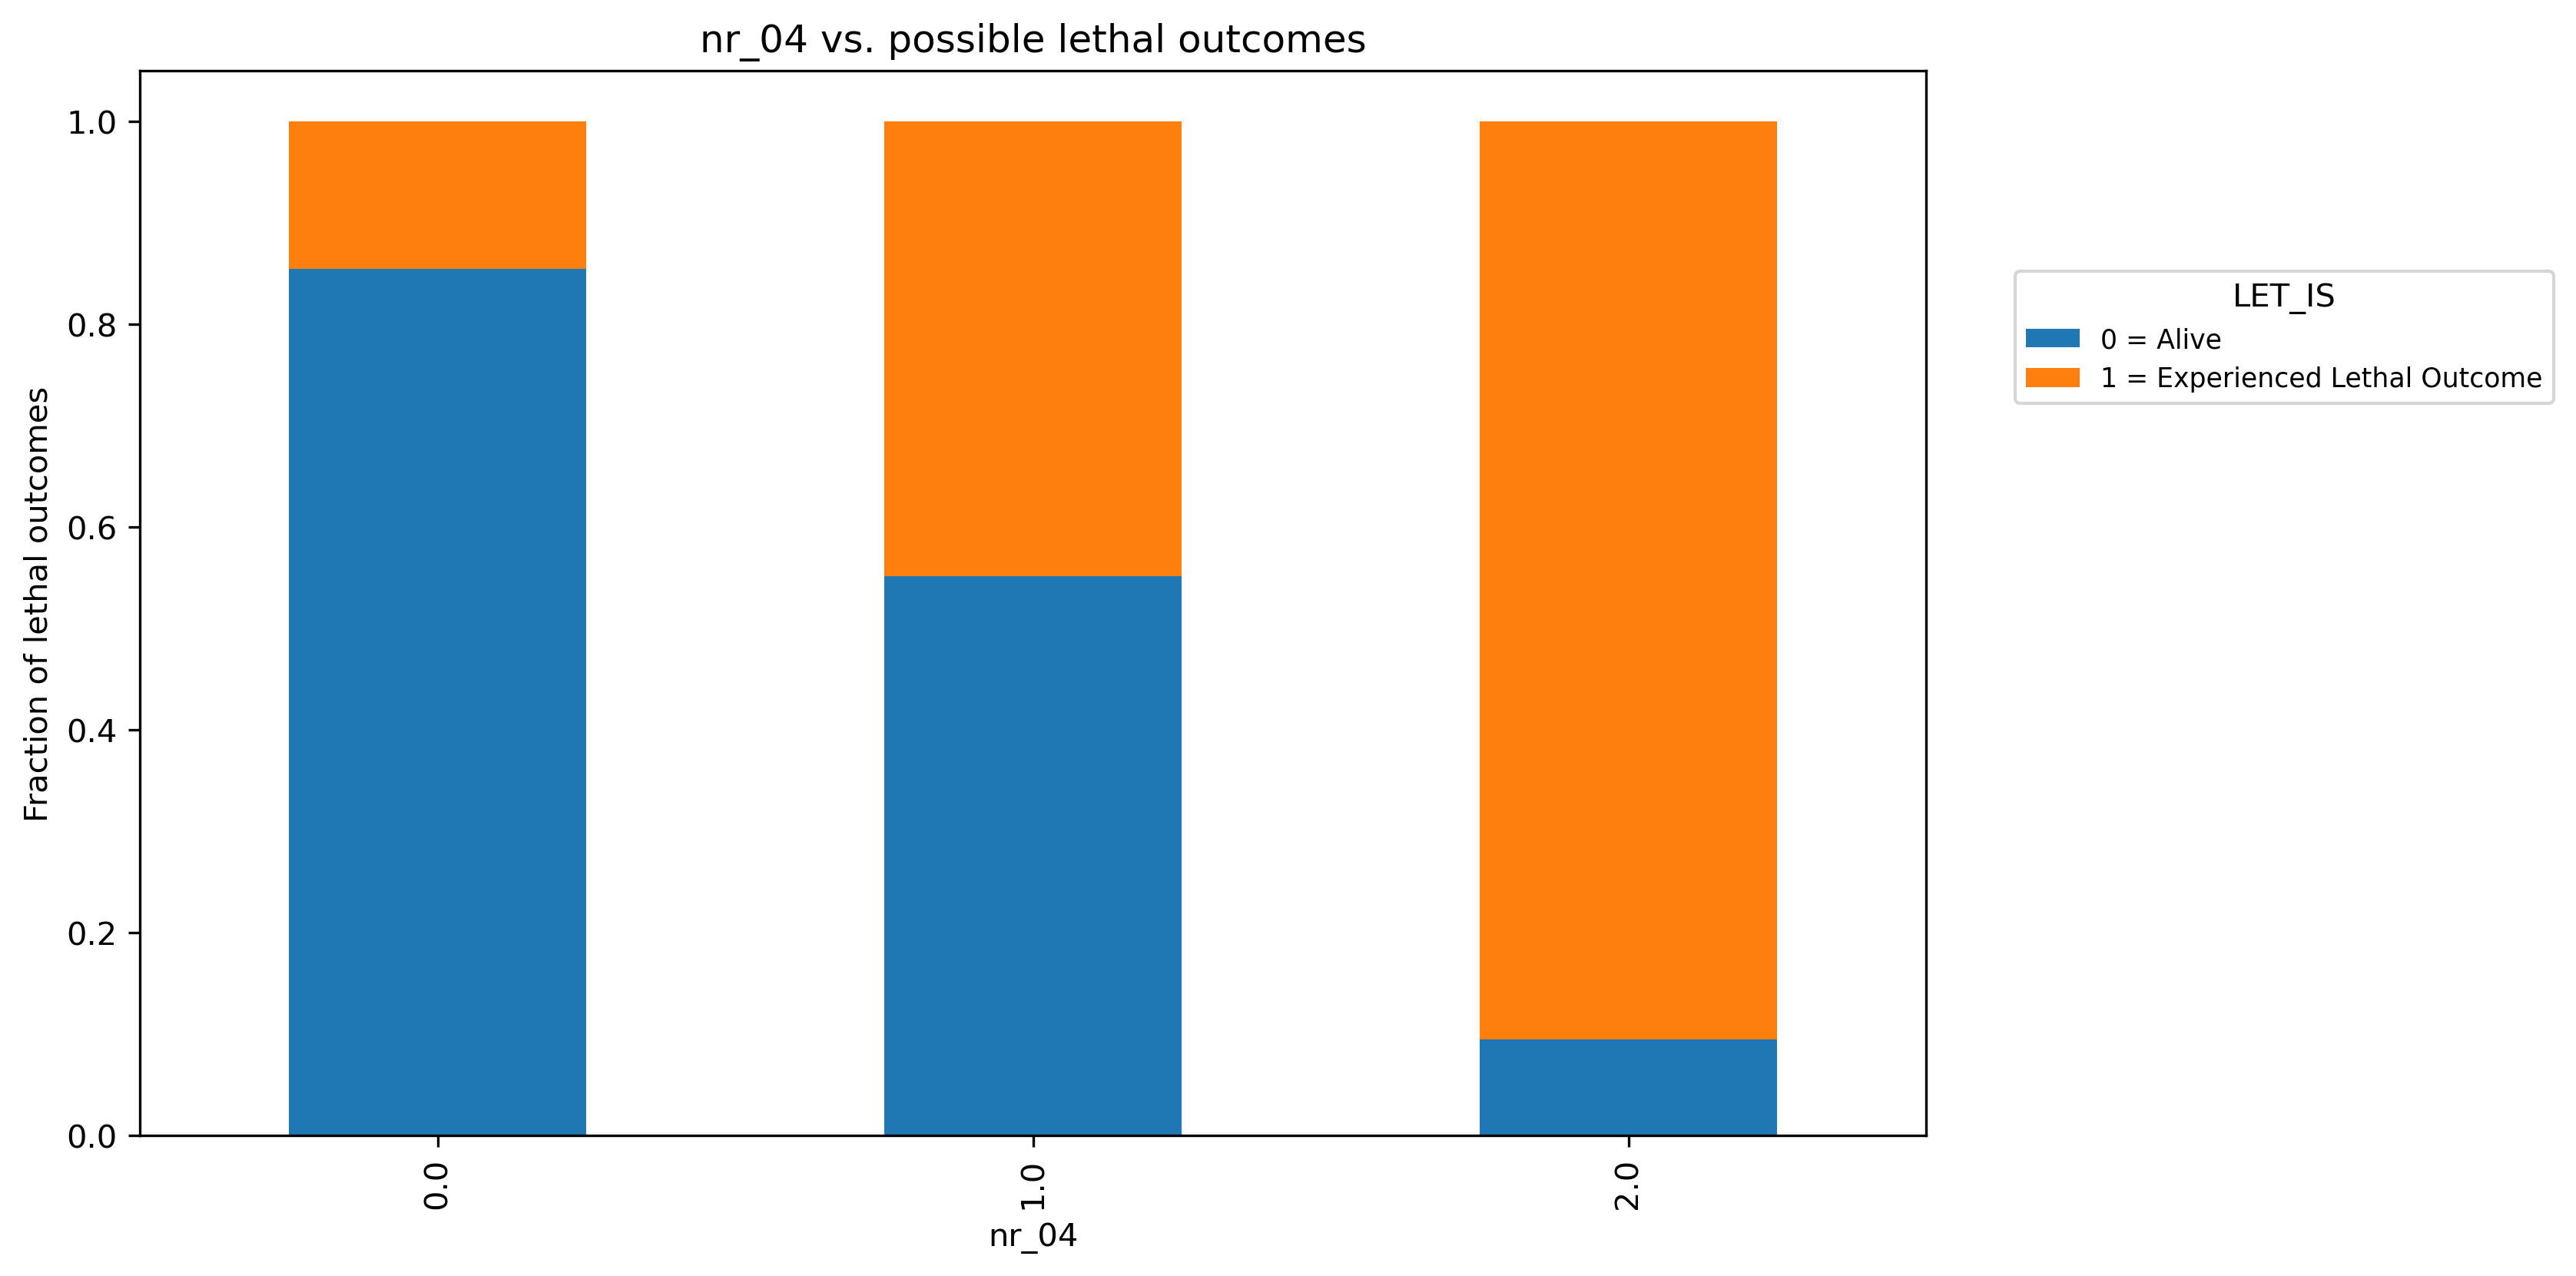 nr_04 vs. possible lethal outcomes
Fraction of lethal outcomes
1.0
0.8
0.6
0.4
0.2
0.0
0.0
1.0
2.0
nr_04
LET_IS
0 = Alive
1 = Experienced Lethal Outcome